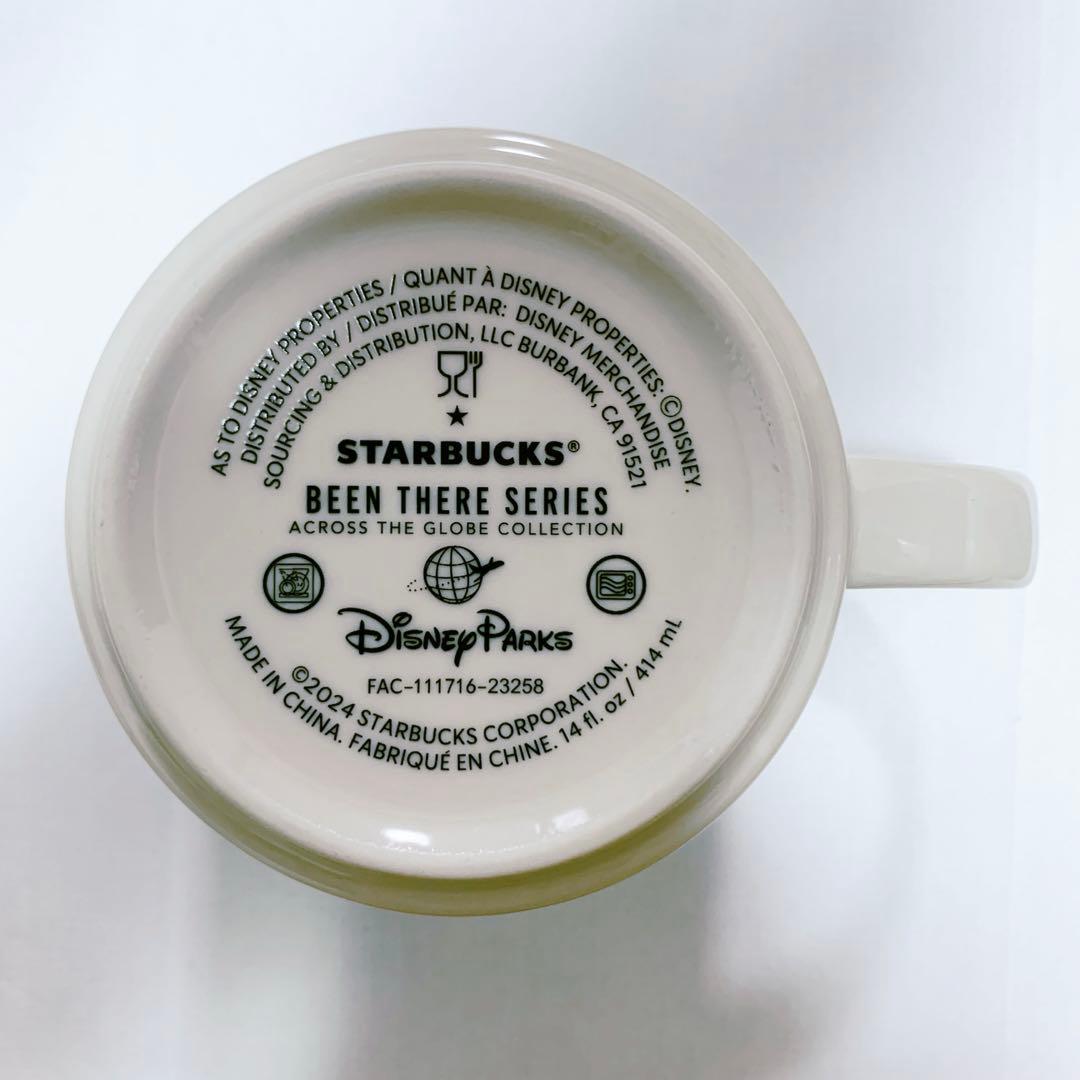 AS TO DISNEY PROPERTIES / QUANT À DISNEY PROPERTIES: ©DISNEY.
DISTRIBUTED BY / DISTRIBUÉ PAR: DISNEY MERCHANDISE
SOURCING & DISTRIBUTION, LLC BURBANK, CA 91521
STARBUCKS®
BEEN THERE SERIES
ACROSS THE GLOBE COLLECTION
DISNEY PARKS
FAC-111716-23258
©2024 STARBUCKS CORPORATION.
MADE IN CHINA. FABRIQUÉ EN CHINE. 14 fl. oz / 414 mL